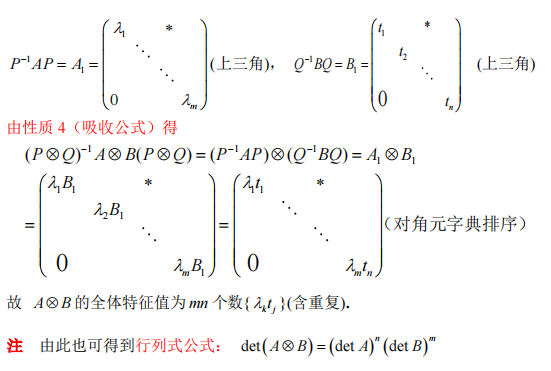 $P^{-1}AP = A_1 = \begin{pmatrix} \lambda_1 & & & * \\ & \ddots & & \\ & & \ddots & \\ 0 & & & \lambda_m \end{pmatrix}$(上三角), $Q^{-1}BQ = B_1 = \begin{pmatrix} t_1 & & & * \\ & t_2 & & \\ & & \ddots & \\ 0 & & & t_n \end{pmatrix}$ (上三角)
由性质 4（吸收公式）得
$(P \otimes Q)^{-1} A \otimes B (P \otimes Q) = (P^{-1}AP) \otimes (Q^{-1}BQ) = A_1 \otimes B_1$
$= \begin{pmatrix} \lambda_1 B_1 & & & * \\ & \lambda_2 B_1 & & \\ & & \ddots & \\ 0 & & & \lambda_m B_1 \end{pmatrix} = \begin{pmatrix} \lambda_1 t_1 & & & * \\ & \ddots & & \\ & & \ddots & \\ 0 & & & \lambda_m t_n \end{pmatrix}$（对角元字典排序）
故 $A \otimes B$ 的全体特征值为 $mn$ 个数$\{\lambda_k t_j\}$(含重复).
注 由此也可得到行列式公式: $\det(A \otimes B) = (\det A)^n (\det B)^m$